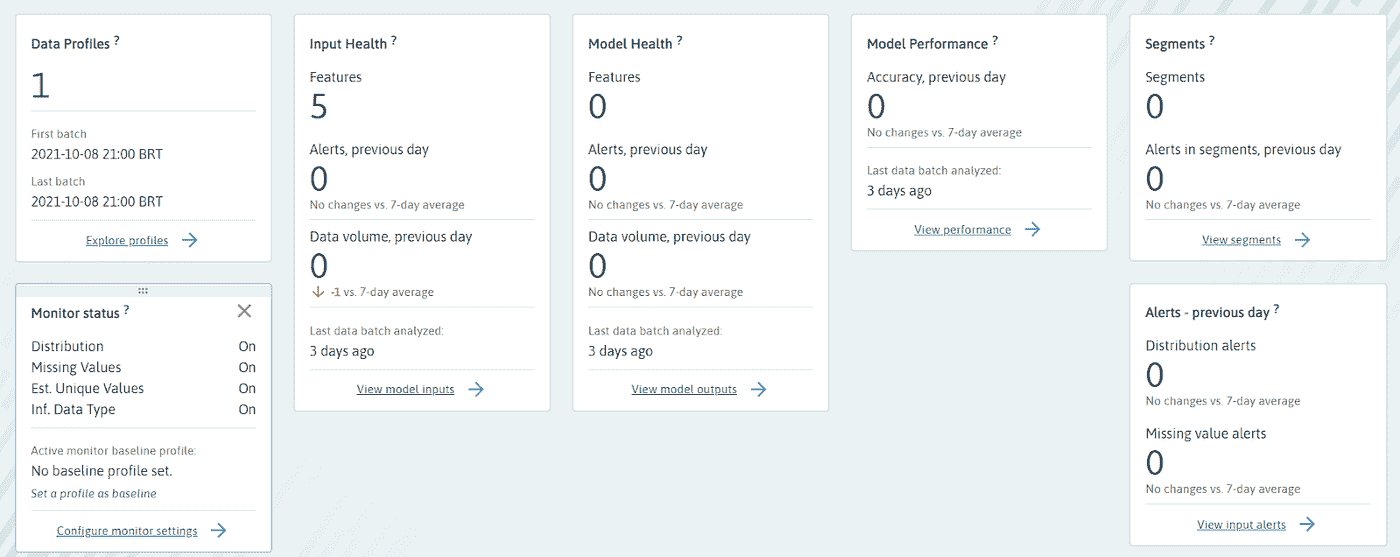 Data Profiles ?
1
First batch
2021-10-08 21:00 BRT
Last batch
2021-10-08 21:00 BRT
Explore profiles
Monitor status ?
Distribution On
Missing Values On
Est. Unique Values On
Inf. Data Type On
Active monitor baseline profile:
No baseline profile set.
Set a profile as baseline
Configure monitor settings
Input Health ?
Features
5
Alerts, previous day
0
No changes vs. 7-day average
Data volume, previous day
0
-1 vs. 7-day average
Last data batch analyzed:
3 days ago
View model inputs
Model Health ?
Features
0
Alerts, previous day
0
No changes vs. 7-day average
Data volume, previous day
0
No changes vs. 7-day average
Last data batch analyzed:
3 days ago
View model outputs
Model Performance ?
Accuracy, previous day
0
No changes vs. 7-day average
Last data batch analyzed:
3 days ago
View performance
Segments ?
Segments
0
Alerts in segments, previous day
0
No changes vs. 7-day average
View segments
Alerts - previous day ?
Distribution alerts
0
No changes vs. 7-day average
Missing value alerts
0
No changes vs. 7-day average
View input alerts